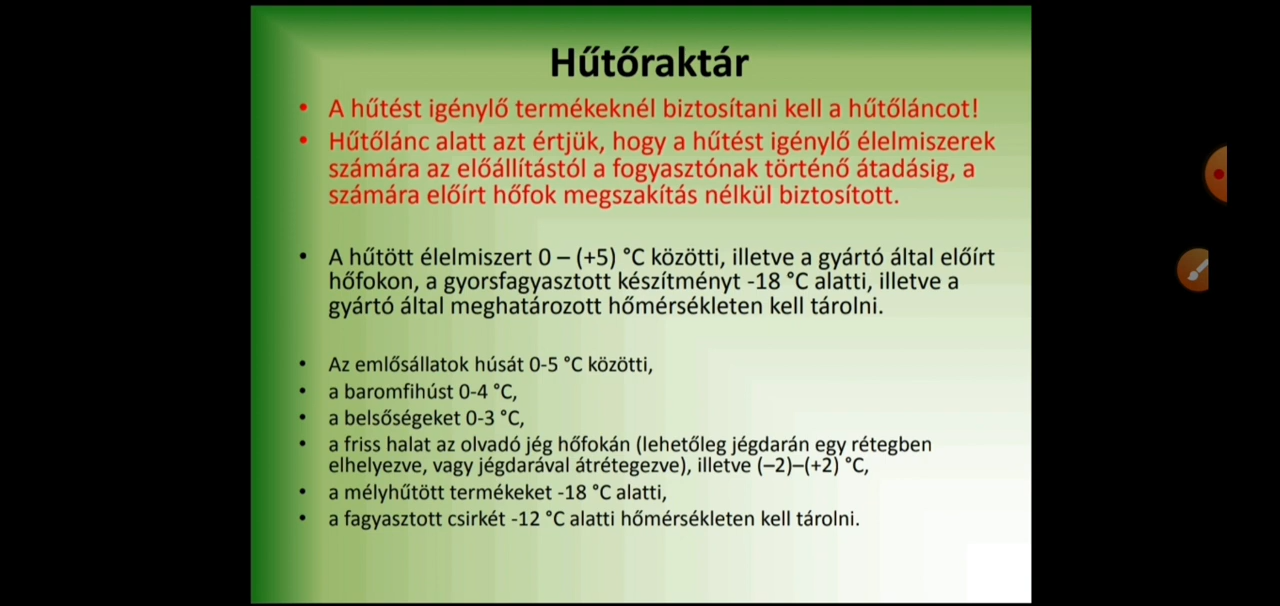 Hűtőraktár
• A hűtést igénylő termékeknél biztosítani kell a hűtőláncot!
• Hűtőlánc alatt azt értjük, hogy a hűtést igénylő élelmiszerek
számára az előállítástól a fogyasztónak történő átadásig, a
számára előírt hőfok megszakítás nélkül biztosított.
• A hűtött élelmiszert 0 – (+5) °C közötti, illetve a gyártó által előírt
hőfokon, a gyorsfagyasztott készítményt -18 °C alatti, illetve a
gyártó által meghatározott hőmérsékleten kell tárolni.
• Az emlősállatok húsát 0-5 °C közötti,
• a baromfihúst 0-4 °C,
• a belsőségeket 0-3 °C,
• a friss halat az olvadó jég hőfokán (lehetőleg jégdarán egy rétegben
elhelyezve, vagy jégdarával átrétegezve), illetve (–2)–(+2) °C,
• a mélyhűtött termékeket -18 °C alatti,
• a fagyasztott csirkét -12 °C alatti hőmérsékleten kell tárolni.